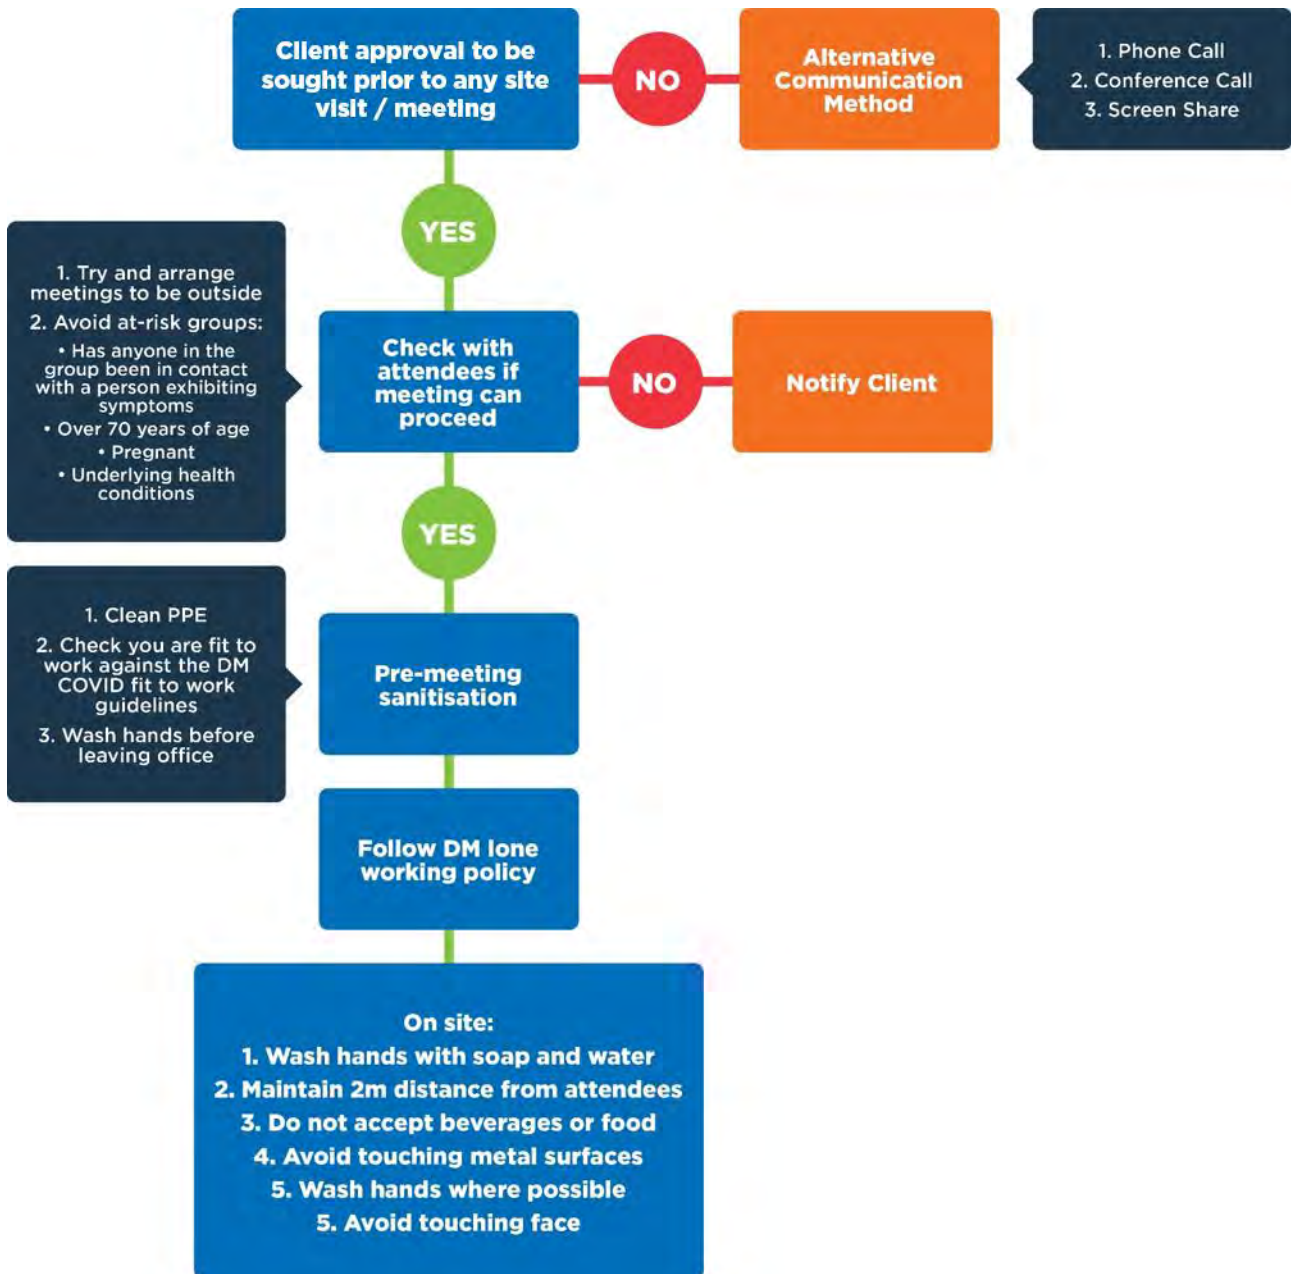 Client approval to be
sought prior to any site
visit / meeting
NO
Alternative
Communication
Method
1. Phone Call
2. Conference Call
3. Screen Share
YES
1. Try and arrange
meetings to be outside
2. Avoid at-risk groups:
• Has anyone in the
group been in contact
with a person exhibiting
symptoms
• Over 70 years of age
• Pregnant
• Underlying health
conditions
Check with
attendees if
meeting can
proceed
NO
Notify Client
YES
1. Clean PPE
2. Check you are fit to
work against the DM
COVID fit to work
guidelines
3. Wash hands before
leaving office
Pre-meeting
sanitisation
Follow DM lone
working policy
On site:
1. Wash hands with soap and water
2. Maintain 2m distance from attendees
3. Do not accept beverages or food
4. Avoid touching metal surfaces
5. Wash hands where possible
5. Avoid touching face